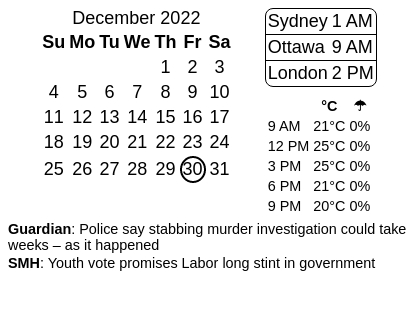 December 2022
Su Mo Tu We Th Fr Sa
1 2 3
4 5 6 7 8 9 10
11 12 13 14 15 16 17
18 19 20 21 22 23 24
25 26 27 28 29 30 31
Sydney 1 AM
Ottawa 9 AM
London 2 PM
°C ☂
9 AM 21°C 0%
12 PM 25°C 0%
3 PM 25°C 0%
6 PM 21°C 0%
9 PM 20°C 0%
Guardian: Police say stabbing murder investigation could take
weeks – as it happened
SMH: Youth vote promises Labor long stint in government